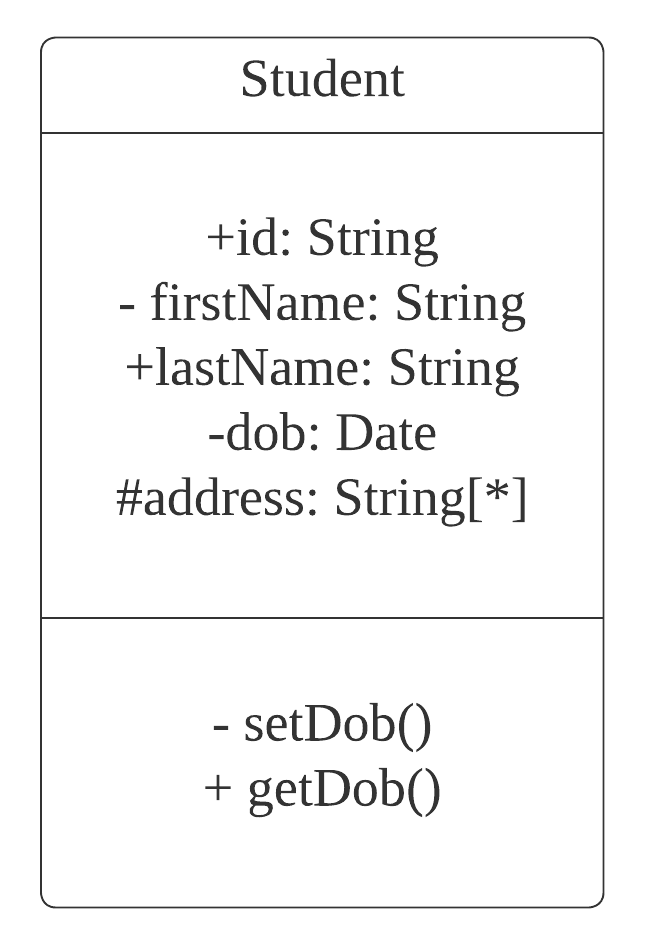 Student
+id: String
- firstName: String
+lastName: String
-dob: Date
#address: String[*]
- setDob()
+ getDob()